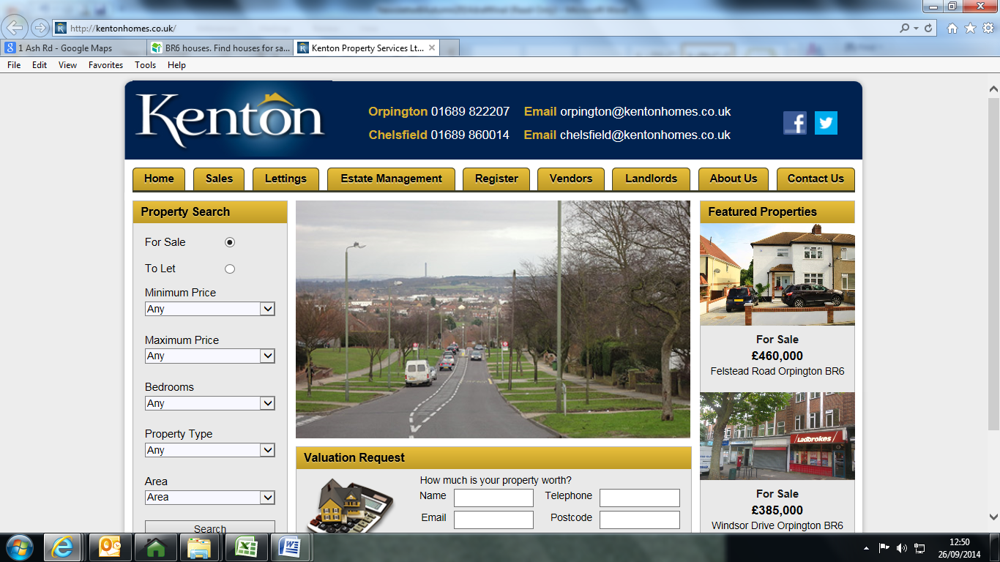 http://kentonhomes.co.uk/
1 Ash Rd - Google Maps
BR6 houses. Find houses for sa...
Kenton Property Services Lt...
File Edit View Favorites Tools Help
Kenton
Orpington 01689 822207 Email orpington@kentonhomes.co.uk
Chelsfield 01689 860014 Email chelsfield@kentonhomes.co.uk
Home Sales Lettings Estate Management Register Vendors Landlords About Us Contact Us
Property Search
For Sale
To Let
Minimum Price
Any
Maximum Price
Any
Bedrooms
Any
Property Type
Any
Area
Area
Search
Valuation Request
How much is your property worth?
Name Telephone
Email Postcode
Featured Properties
For Sale
£460,000
Felstead Road Orpington BR6
Ladbrokes
For Sale
£385,000
Windsor Drive Orpington BR6
12:50
26/09/2014